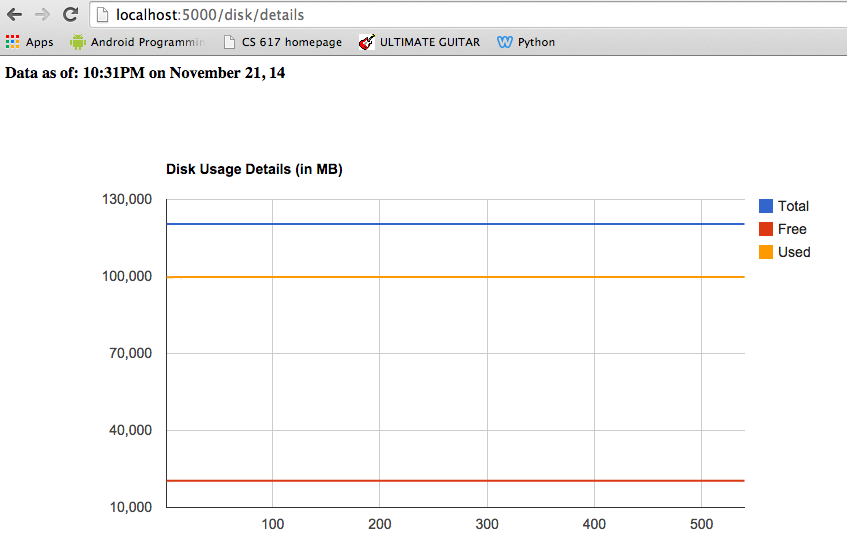 localhost:5000/disk/details
Apps Android Programmin CS 617 homepage ULTIMATE GUITAR Python
Data as of: 10:31PM on November 21, 14
Disk Usage Details (in MB)
130,000
100,000
70,000
40,000
10,000
100 200 300 400 500
Total
Free
Used